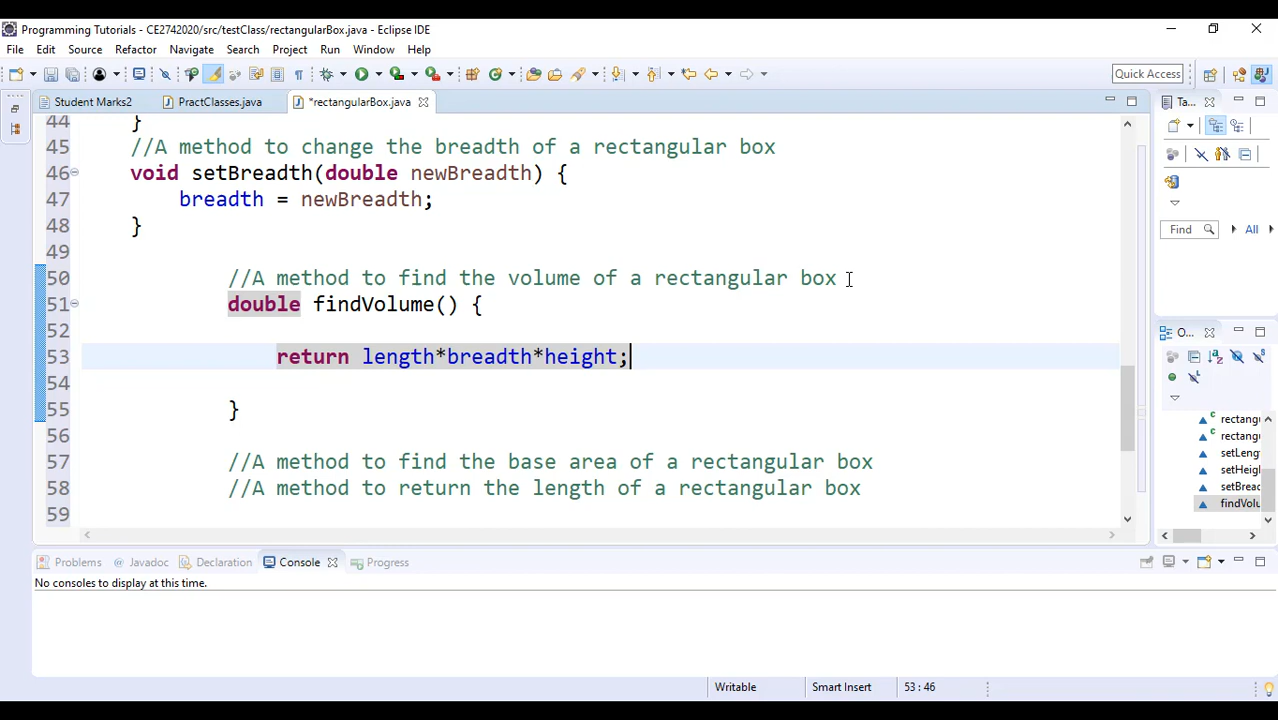 Programming Tutorials - CE2742020/src/testClass/rectangularBox.java - Eclipse IDE
File Edit Source Refactor Navigate Search Project Run Window Help
Quick Access
Student Marks2 PractClasses.java *rectangularBox.java Ta...
44 }
45 //A method to change the breadth of a rectangular box
46 void setBreadth(double newBreadth) {
47 breadth = newBreadth;
48 }
49
50 //A method to find the volume of a rectangular box
51 double findVolume() {
52
53 return length*breadth*height;
54
55 }
56
57 //A method to find the base area of a rectangular box
58 //A method to return the length of a rectangular box
59
Find All
O...
rectang
rectang
setLeng
setHeig
setBreac
findVolu
Problems Javadoc Declaration Console Progress
No consoles to display at this time.
Writable Smart Insert 53 : 46